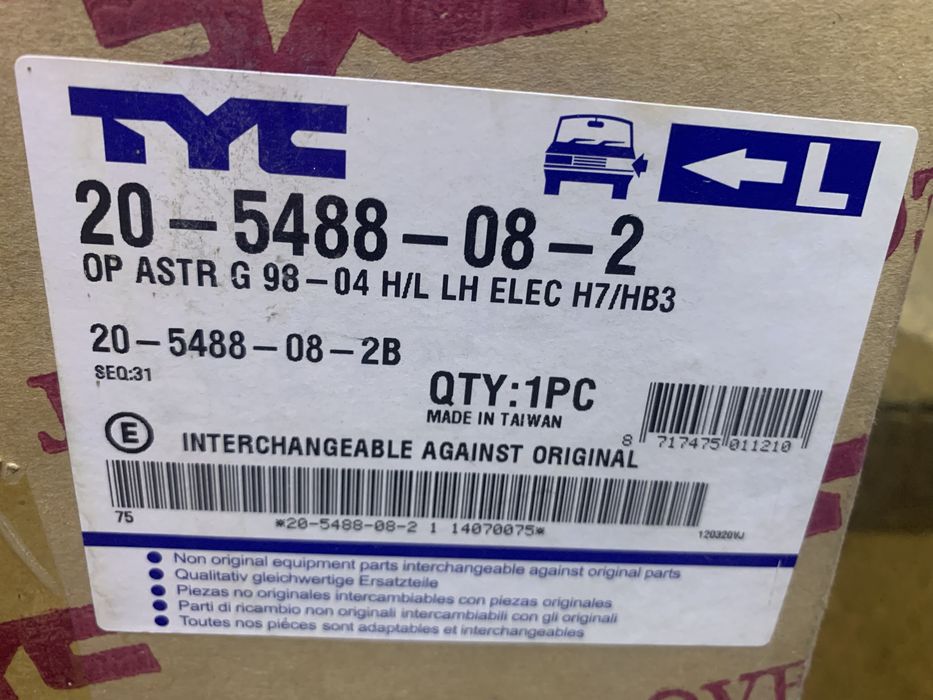 TYC
L
20-5488-08-2
OP ASTR G 98-04 H/L LH ELEC H7/HB3
20-5488-08-2B
SEQ:31
QTY:1PC
MADE IN TAIWAN
8 717475 011210
E
INTERCHANGEABLE AGAINST ORIGINAL
75
*20-5488-08-2 1 14070075*
120320WJ
Non original equipment parts interchangeable against original parts
Qualitativ gleichwertige Ersatzteile
Piezas no originales intercambiables con piezas originales
Parti di ricambio non originali intercambiabili con gli originali
Toutes nos piéces sont adaptables et interchangeables